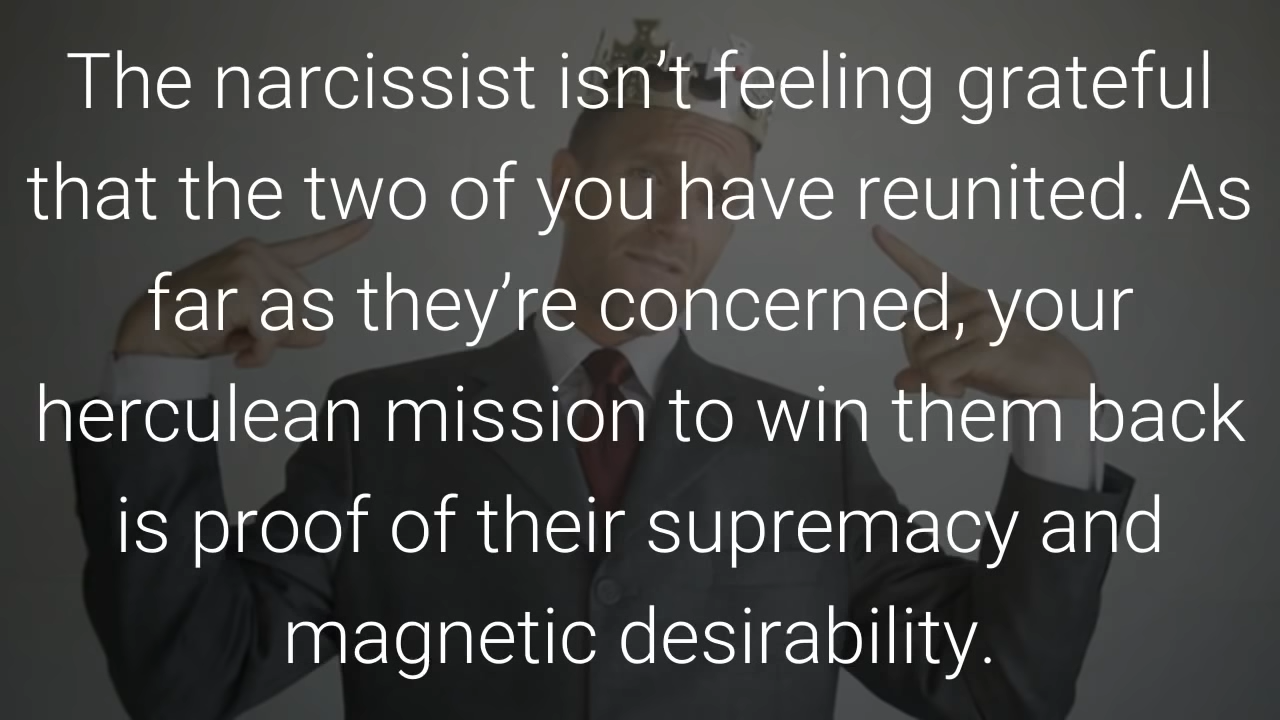 The narcissist isn’t feeling grateful
that the two of you have reunited. As
far as they’re concerned, your
herculean mission to win them back
is proof of their supremacy and
magnetic desirability.